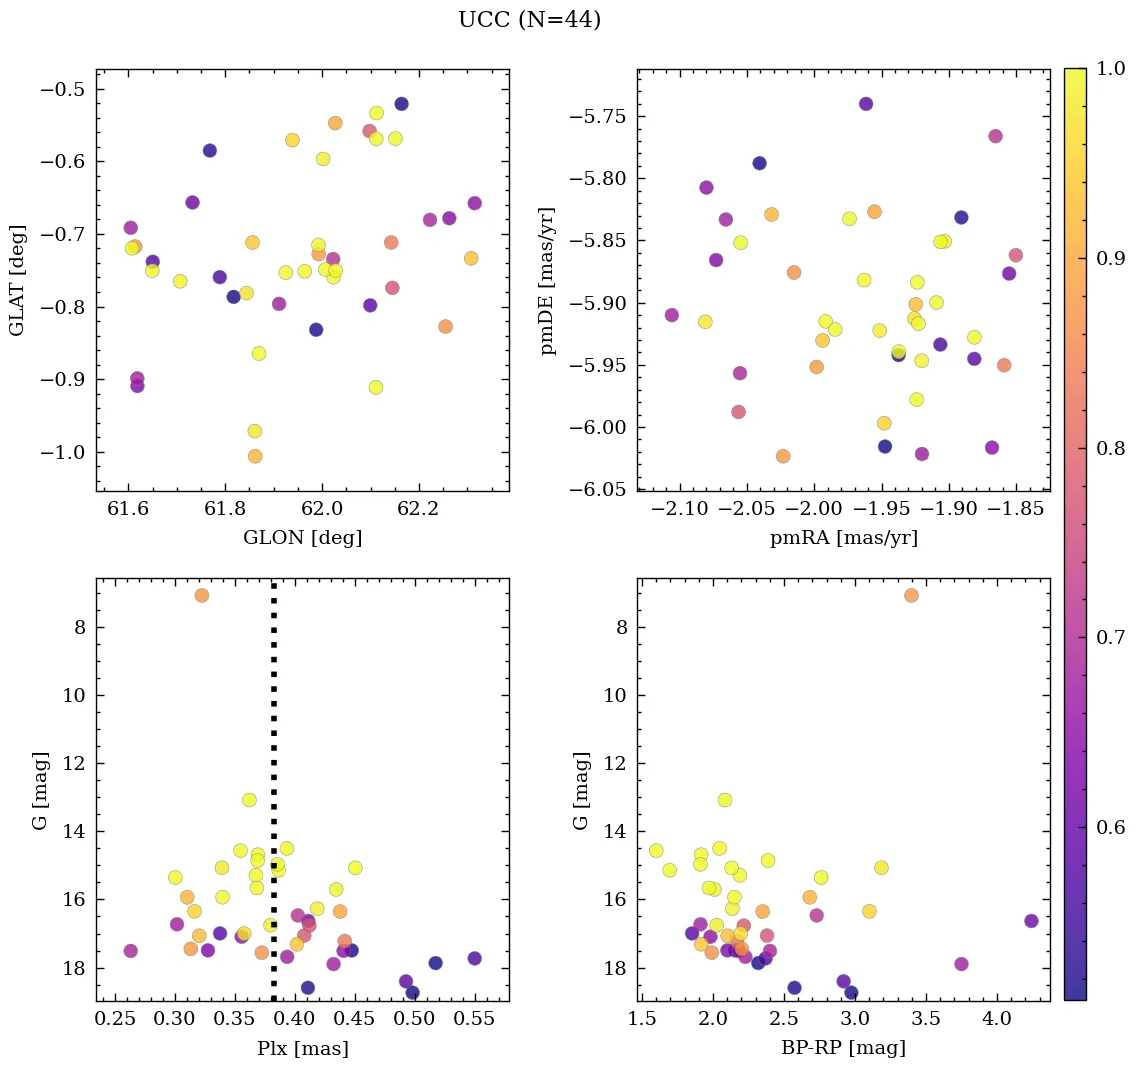 UCC (N=44)
−0.5
−0.6
−0.7
−0.8
−0.9
−1.0
GLAT [deg]
61.6 61.8 62.0 62.2
GLON [deg]
−5.75
−5.80
−5.85
−5.90
−5.95
−6.00
−6.05
pmDE [mas/yr]
−2.10 −2.05 −2.00 −1.95 −1.90 −1.85
pmRA [mas/yr]
8
10
12
14
16
18
G [mag]
0.25 0.30 0.35 0.40 0.45 0.50 0.55
Plx [mas]
8
10
12
14
16
18
G [mag]
1.5 2.0 2.5 3.0 3.5 4.0
BP-RP [mag]
1.0
0.9
0.8
0.7
0.6